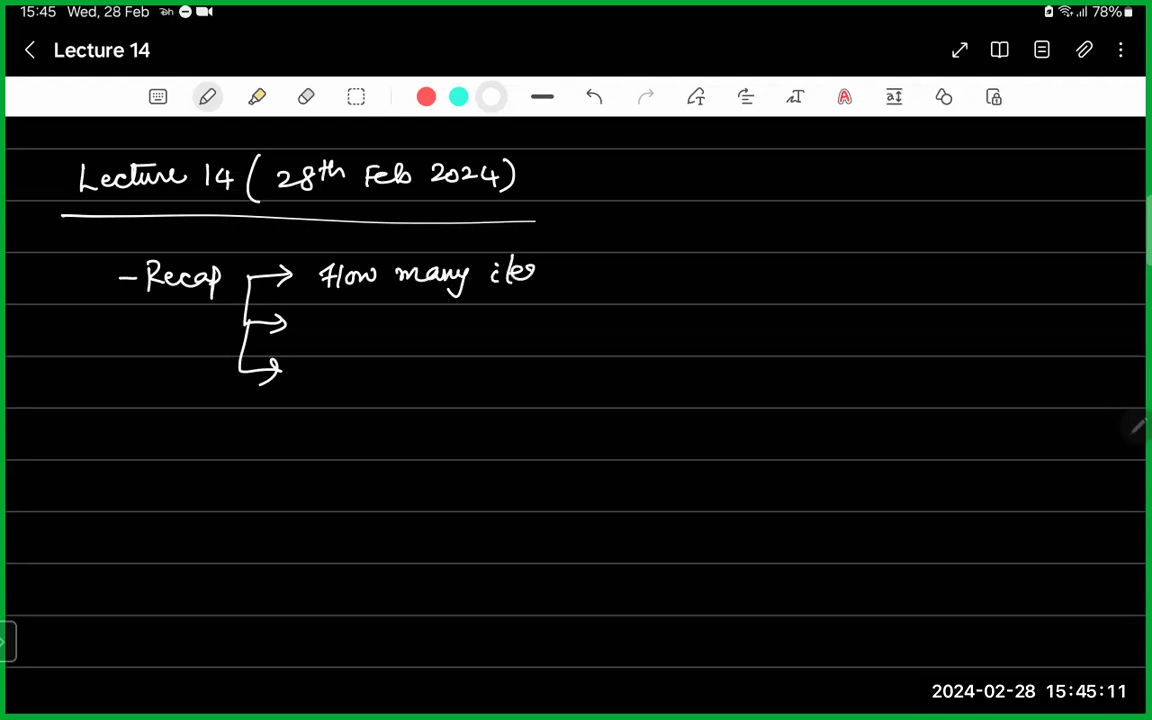 15:45 Wed, 28 Feb
78%
Lecture 14
Lecture 14 ( 28th Feb 2024)
- Recap → How many ite
2024-02-28 15:45:11